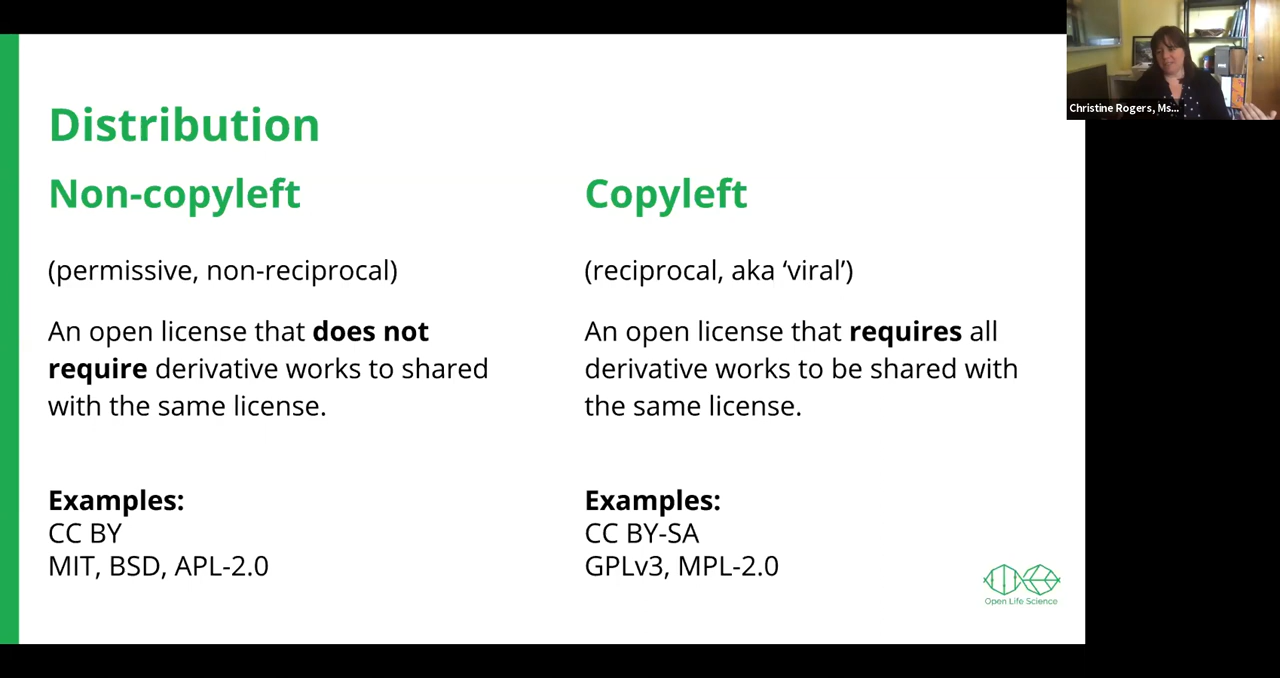 Distribution
Non-copyleft
(permissive, non-reciprocal)
An open license that does not
require derivative works to shared
with the same license.
Examples:
CC BY
MIT, BSD, APL-2.0
Copyleft
(reciprocal, aka ‘viral’)
An open license that requires all
derivative works to be shared with
the same license.
Examples:
CC BY-SA
GPLv3, MPL-2.0
Open Life Science
Christine Rogers, Ms...